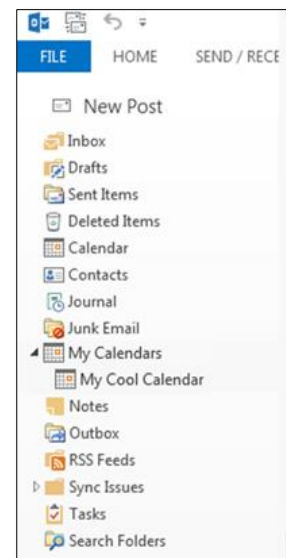 FILE HOME SEND / RECE
New Post
Inbox
Drafts
Sent Items
Deleted Items
Calendar
Contacts
Journal
Junk Email
My Calendars
My Cool Calendar
Notes
Outbox
RSS Feeds
Sync Issues
Tasks
Search Folders